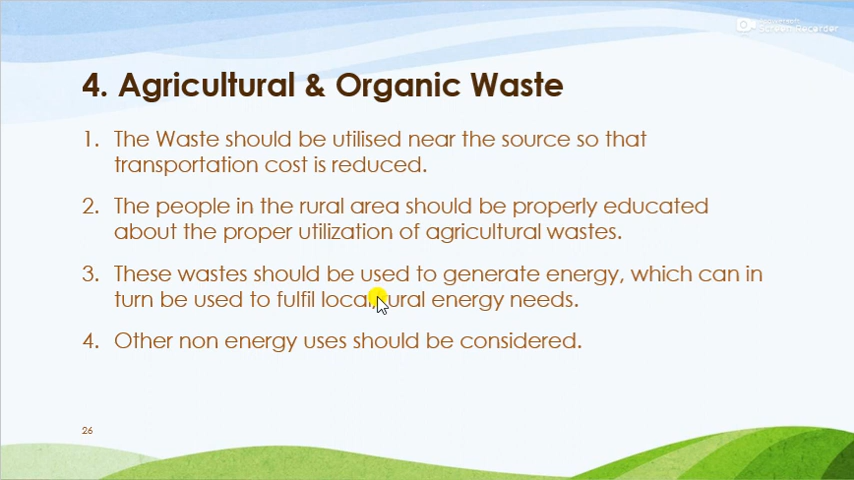 Screen Recorder
4. Agricultural & Organic Waste
1. The Waste should be utilised near the source so that
transportation cost is reduced.
2. The people in the rural area should be properly educated
about the proper utilization of agricultural wastes.
3. These wastes should be used to generate energy, which can in
turn be used to fulfil local, rural energy needs.
4. Other non energy uses should be considered.
26